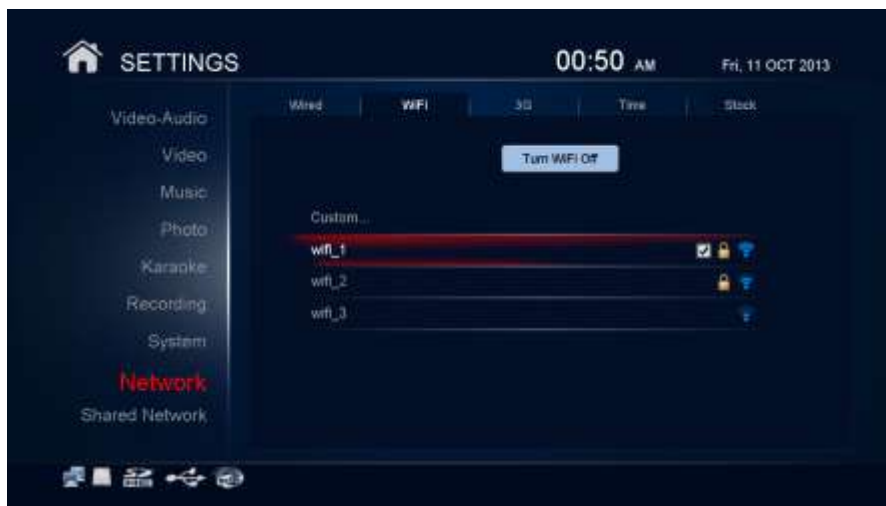 SETTINGS
00:50 AM
Fri, 11 OCT 2013
Wired
WiFi
3G
Time
Stock
Video-Audio
Video
Music
Photo
Karaoke
Recording
System
Network
Shared Network
Turn WiFi Off
Custom...
wifi_1
wifi_2
wifi_3